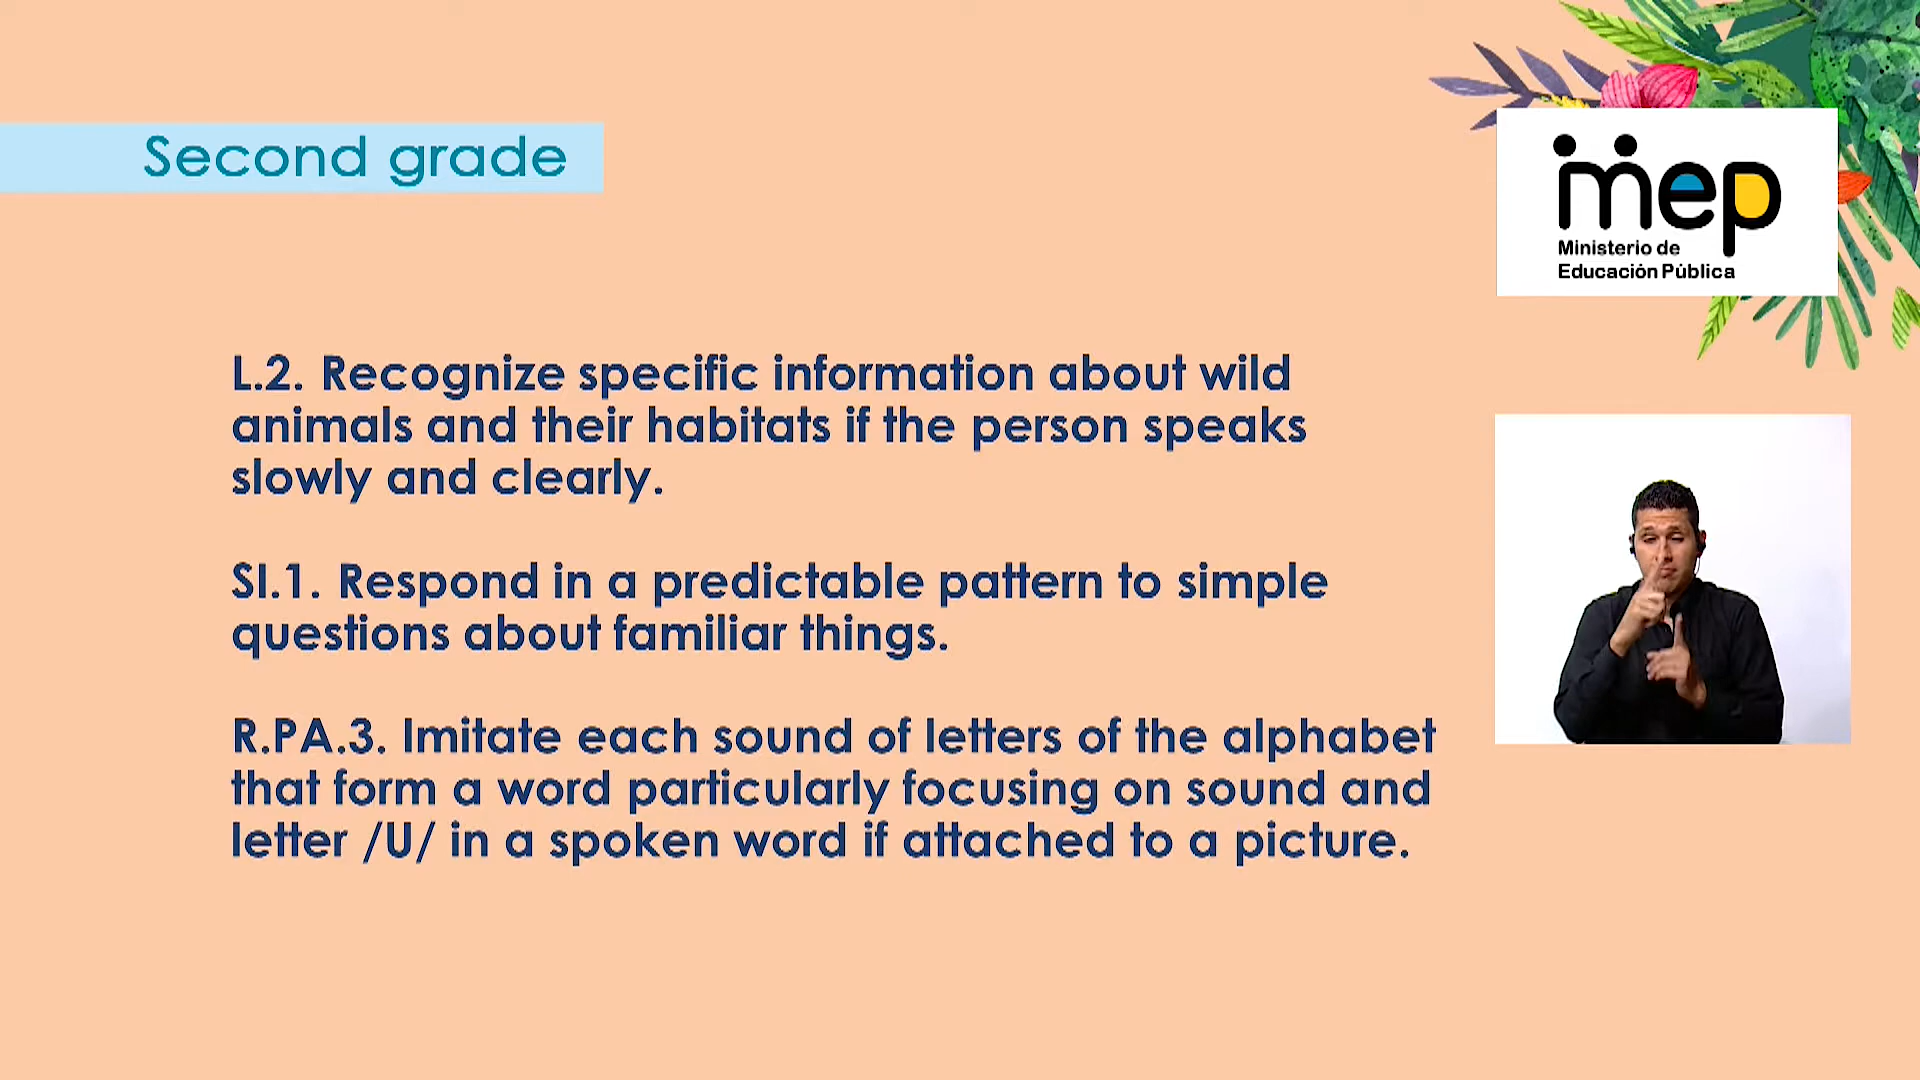 Second grade
mep
Ministerio de
Educación Pública
L.2. Recognize specific information about wild
animals and their habitats if the person speaks
slowly and clearly.
SI.1. Respond in a predictable pattern to simple
questions about familiar things.
R.PA.3. Imitate each sound of letters of the alphabet
that form a word particularly focusing on sound and
letter /U/ in a spoken word if attached to a picture.